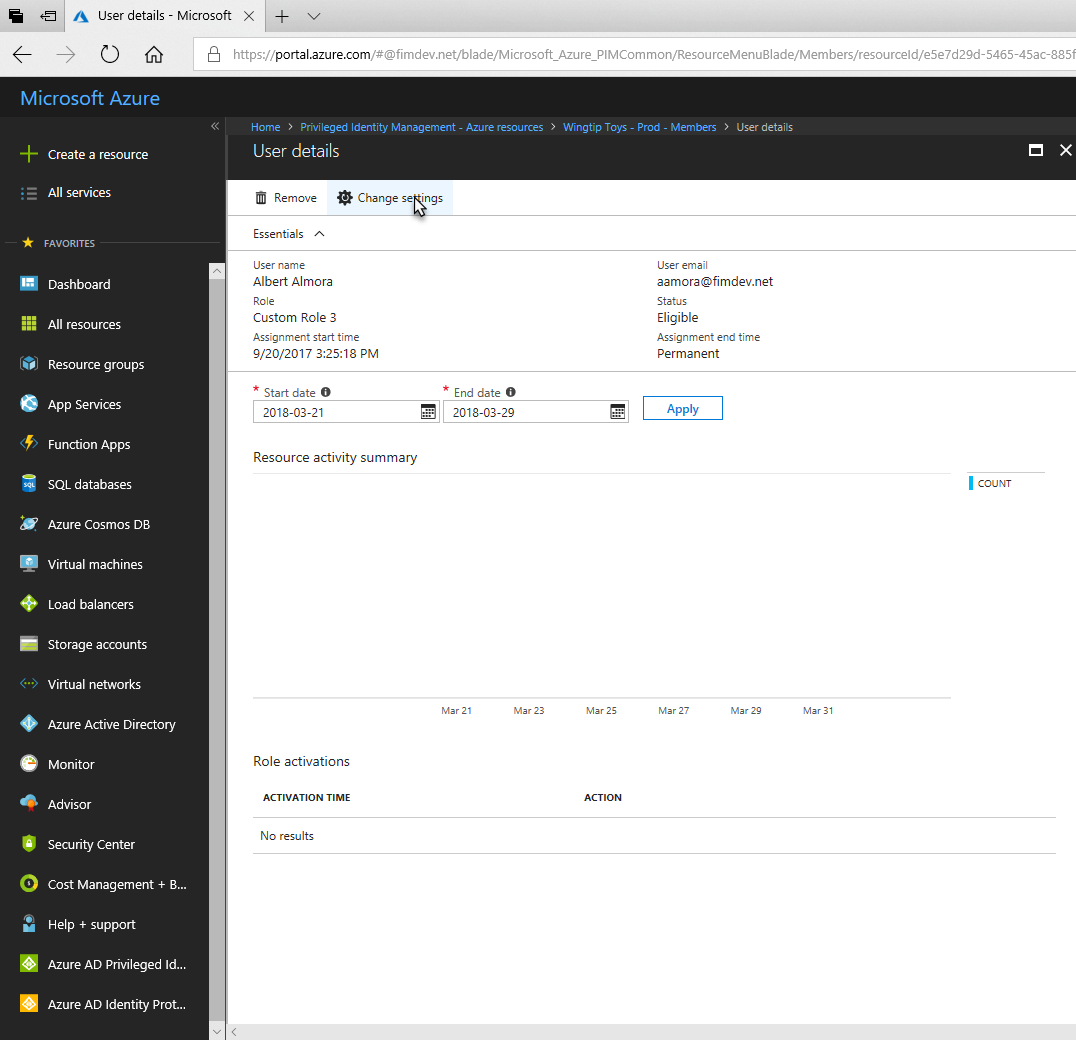 User details - Microsoft
https://portal.azure.com/#@fimdev.net/blade/Microsoft_Azure_PIMCommon/ResourceMenuBlade/Members/resourceId/e5e7d29d-5465-45ac-885f
Microsoft Azure
Home > Privileged Identity Management - Azure resources > Wingtip Toys - Prod - Members > User details
User details
Create a resource
All services
FAVORITES
Dashboard
All resources
Resource groups
App Services
Function Apps
SQL databases
Azure Cosmos DB
Virtual machines
Load balancers
Storage accounts
Virtual networks
Azure Active Directory
Monitor
Advisor
Security Center
Cost Management + B...
Help + support
Azure AD Privileged Id...
Azure AD Identity Prot...
Remove Change settings
Essentials
User name
Albert Almora
Role
Custom Role 3
Assignment start time
9/20/2017 3:25:18 PM
User email
aamora@fimdev.net
Status
Eligible
Assignment end time
Permanent
* Start date * End date
2018-03-21 2018-03-29 Apply
Resource activity summary
COUNT
Mar 21 Mar 23 Mar 25 Mar 27 Mar 29 Mar 31
Role activations
ACTIVATION TIME ACTION
No results